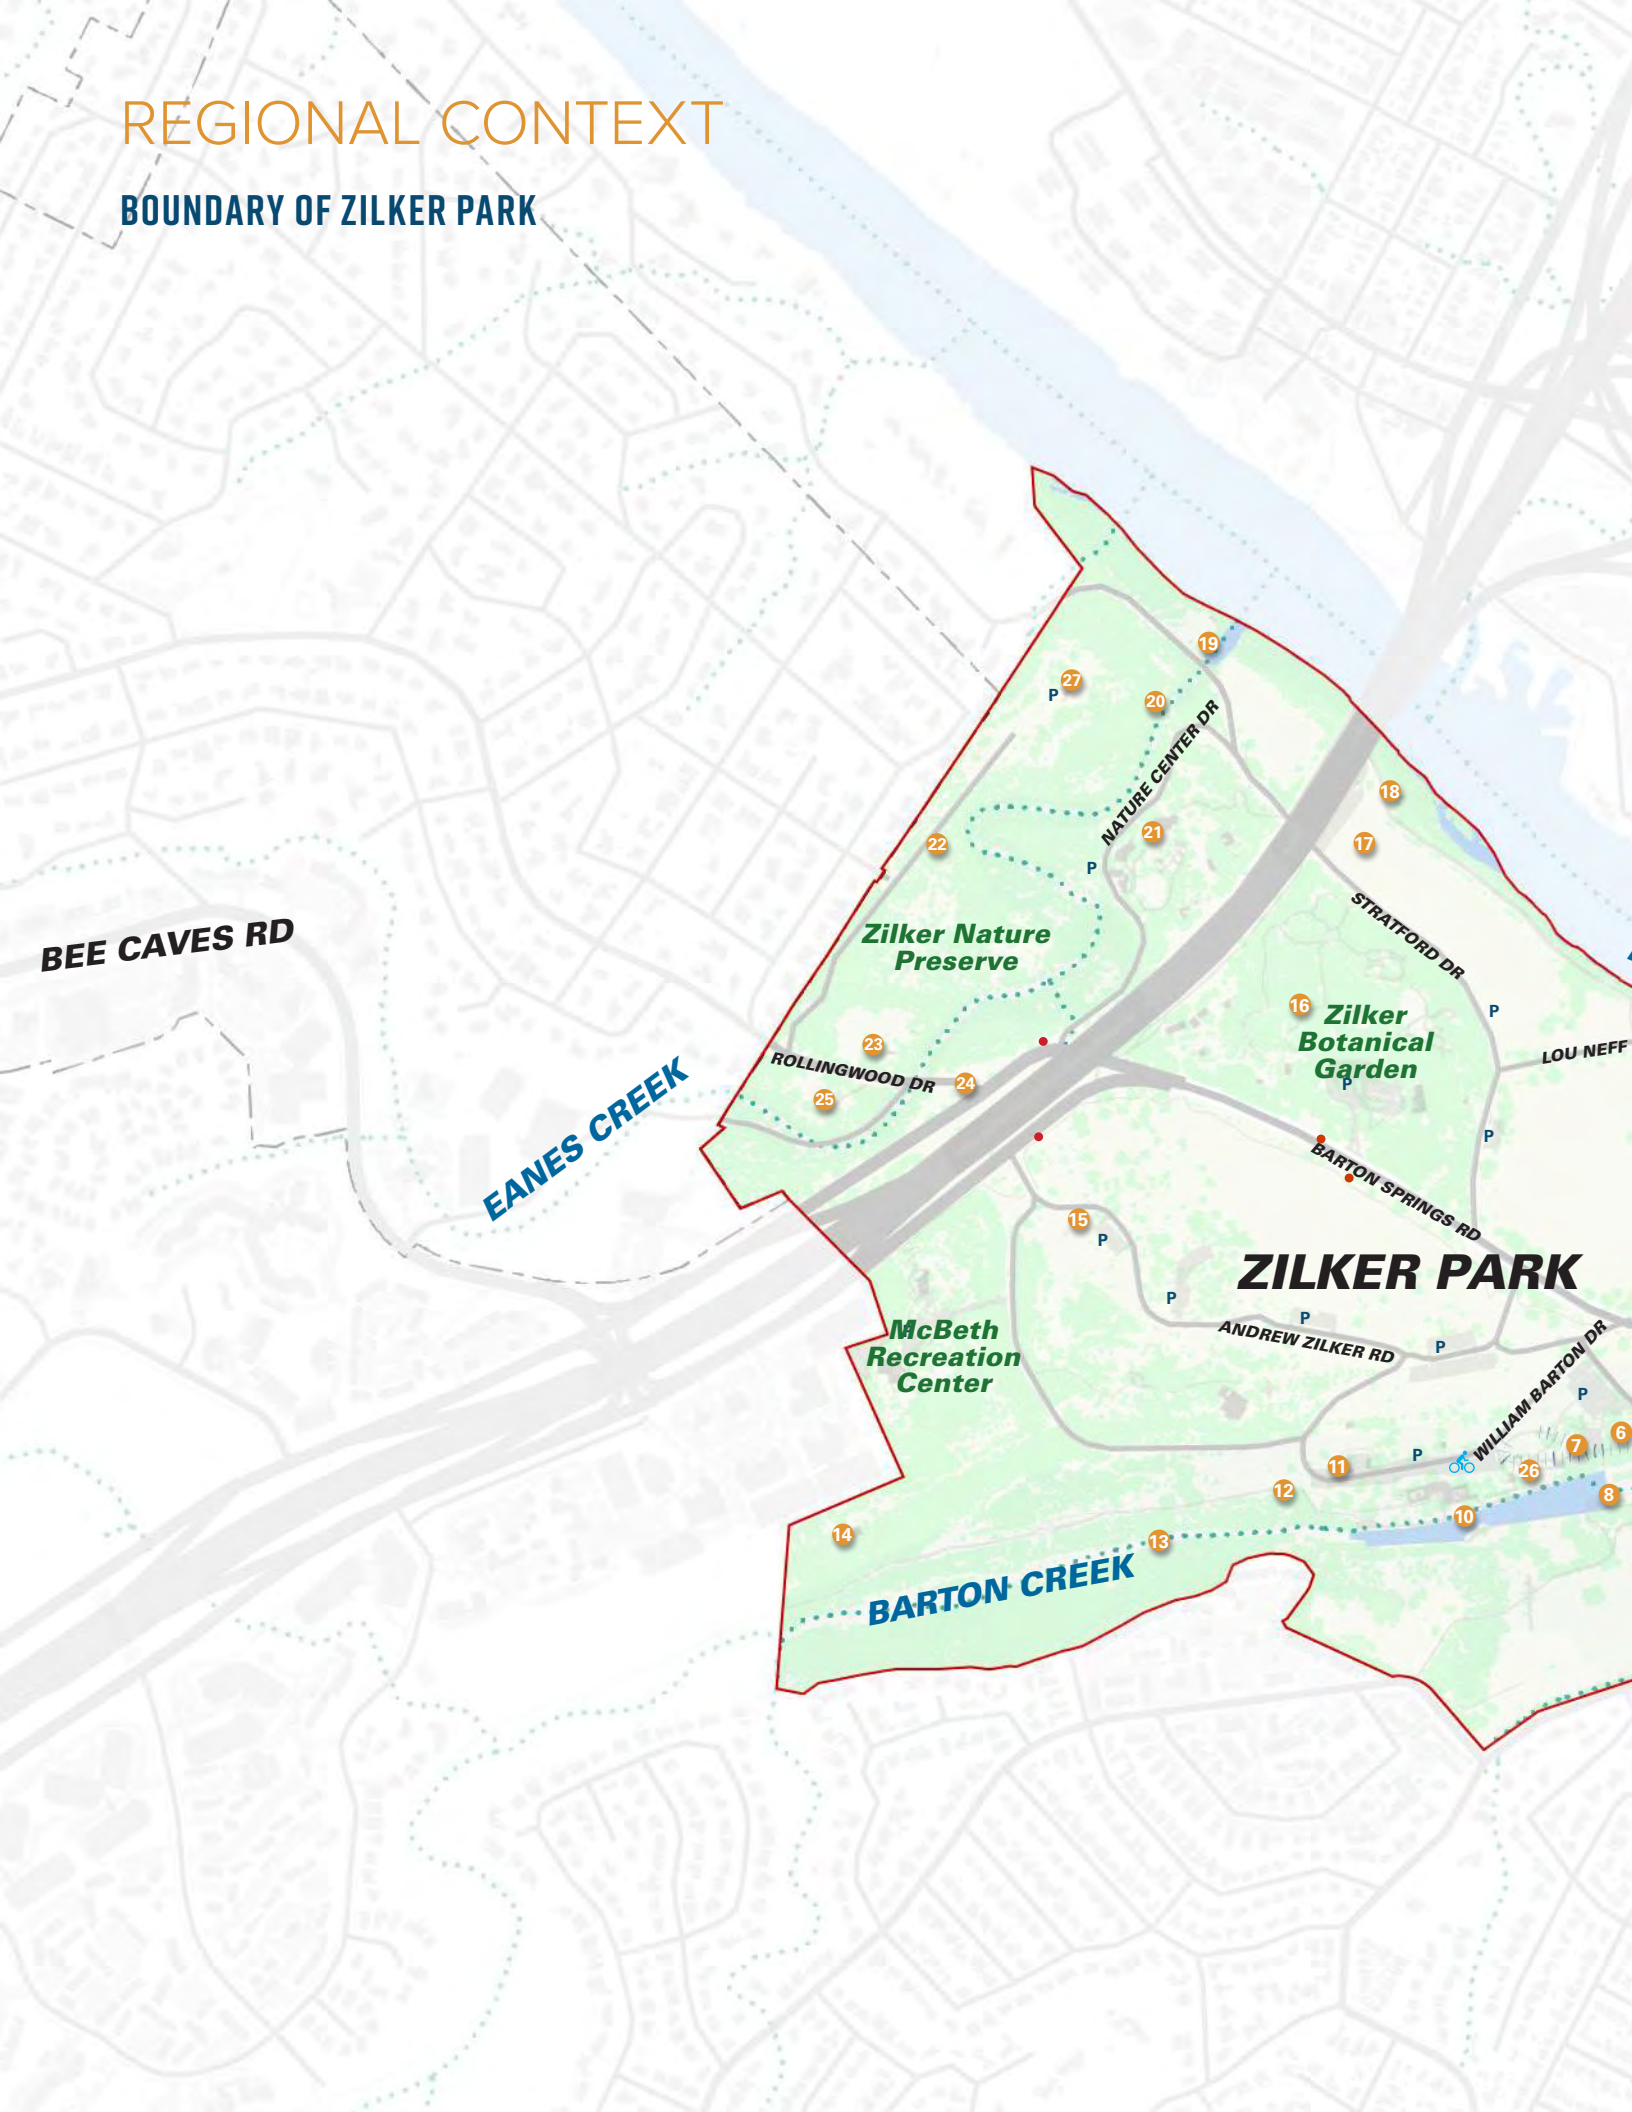 REGIONAL CONTEXT
BOUNDARY OF ZILKER PARK
19
27
P
20
NATURE CENTER DR
18
21
17
22
P
STRATFORD DR
BEE CAVES RD
Zilker Nature
Preserve
16
Zilker
Botanical
Garden
P
P
LOU NEFF
23
ROLLINGWOOD DR
24
25
EANES CREEK
P
BARTON SPRINGS RD
15
P
ZILKER PARK
P
P
ANDREW ZILKER RD
P
McBeth
Recreation
Center
WILLIAM BARTON DR
P
6
7
P
11
26
12
8
10
14
13
BARTON CREEK